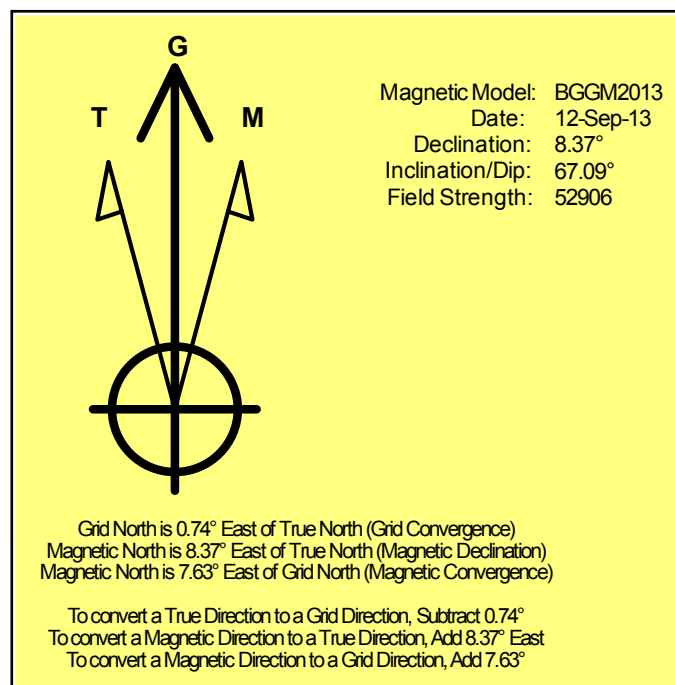 G
T
M
Magnetic Model: BGGM2013
Date: 12-Sep-13
Declination: 8.37°
Inclination/Dip: 67.09°
Field Strength: 52906
Grid North is 0.74° East of True North (Grid Convergence)
Magnetic North is 8.37° East of True North (Magnetic Declination)
Magnetic North is 7.63° East of Grid North (Magnetic Convergence)
To convert a True Direction to a Grid Direction, Subtract 0.74°
To convert a Magnetic Direction to a True Direction, Add 8.37° East
To convert a Magnetic Direction to a Grid Direction, Add 7.63°